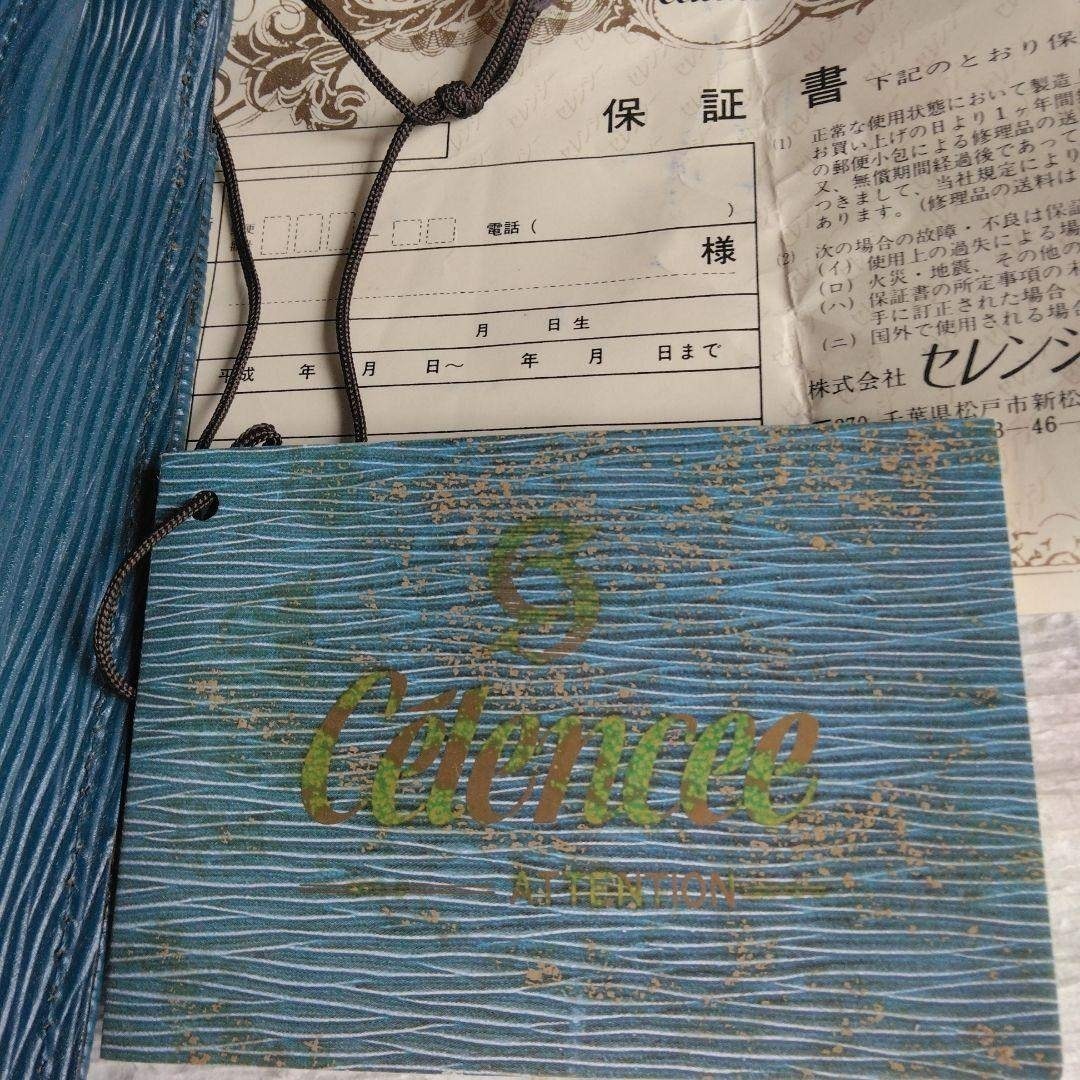 保証書 下記のとおり保
電話( )
様
月 日生
平成 年 月 日〜 年 月 日まで
(1) 正常な使用状態において製造
お買い上げの日より1ヶ年間
の郵便小包による修理品の送
又、無償期間経過後であって
つきまして、当社規定により
あります。(修理品の送料は
(2) 次の場合の故障・不良は保証
(イ) 使用上の過失による場
(ロ) 火災・地震、その他の
(ハ) 保証書の所定事項の未
手に訂正された場合
(ニ) 国外で使用される場合
株式会社 セレンジ
千葉県松戸市新松
-46-
Célencee
ATTENTION